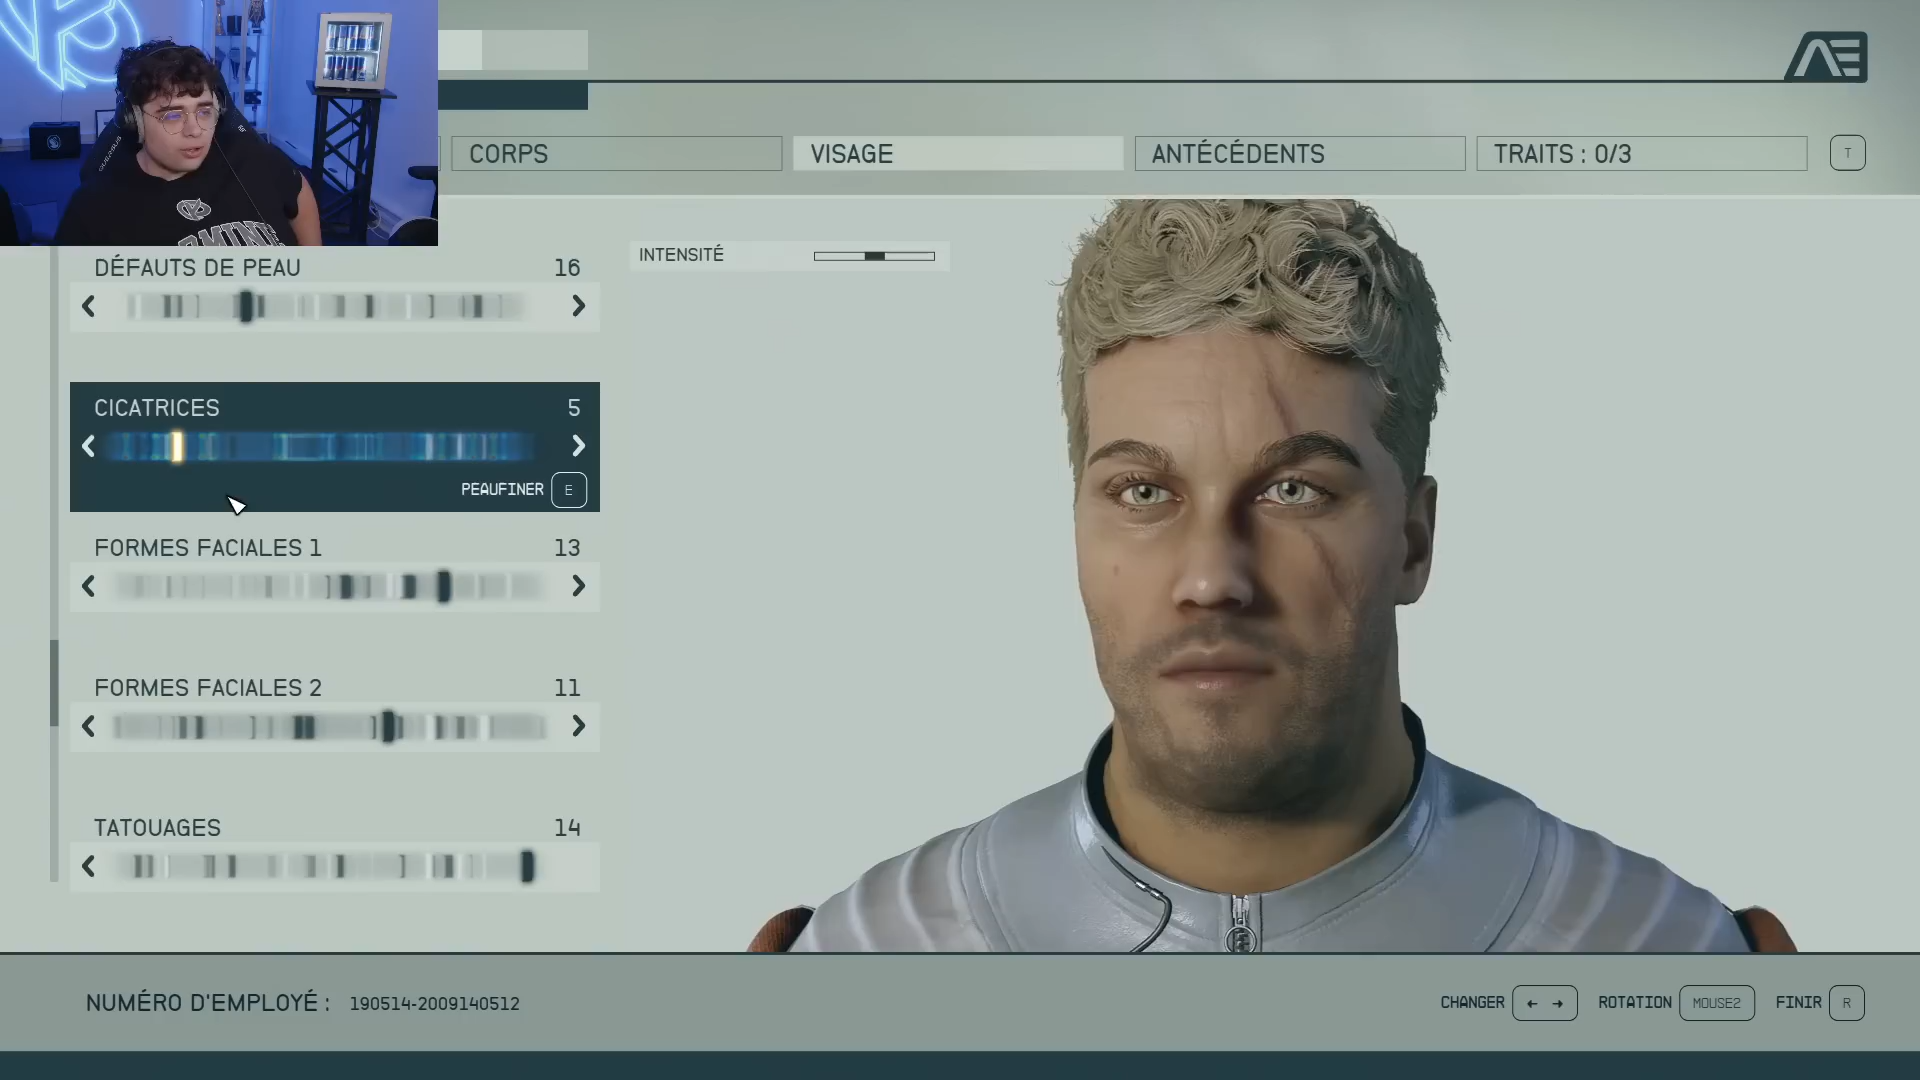 CORPS
VISAGE
ANTÉCÉDENTS
TRAITS : 0/3
T
AE
INTENSITÉ
DÉFAUTS DE PEAU 16
CICATRICES 5
PEAUFINER E
FORMES FACIALES 1 13
FORMES FACIALES 2 11
TATOUAGES 14
NUMÉRO D'EMPLOYÉ : 190514-2009140512
CHANGER ← → ROTATION MOUSE2 FINIR R